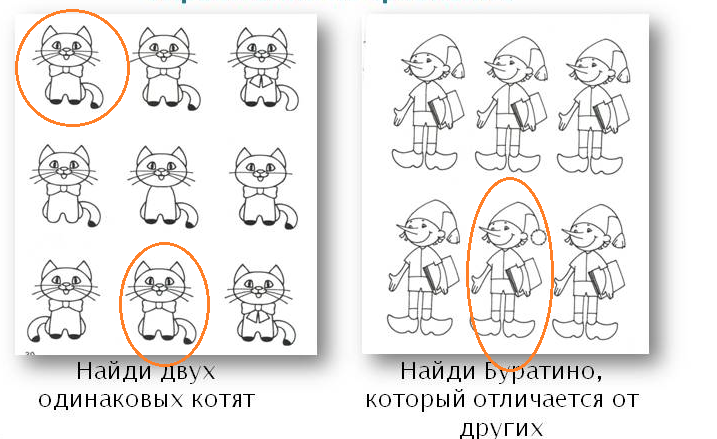 Найди двух
одинаковых котят
Найди Буратино,
который отличается от
других